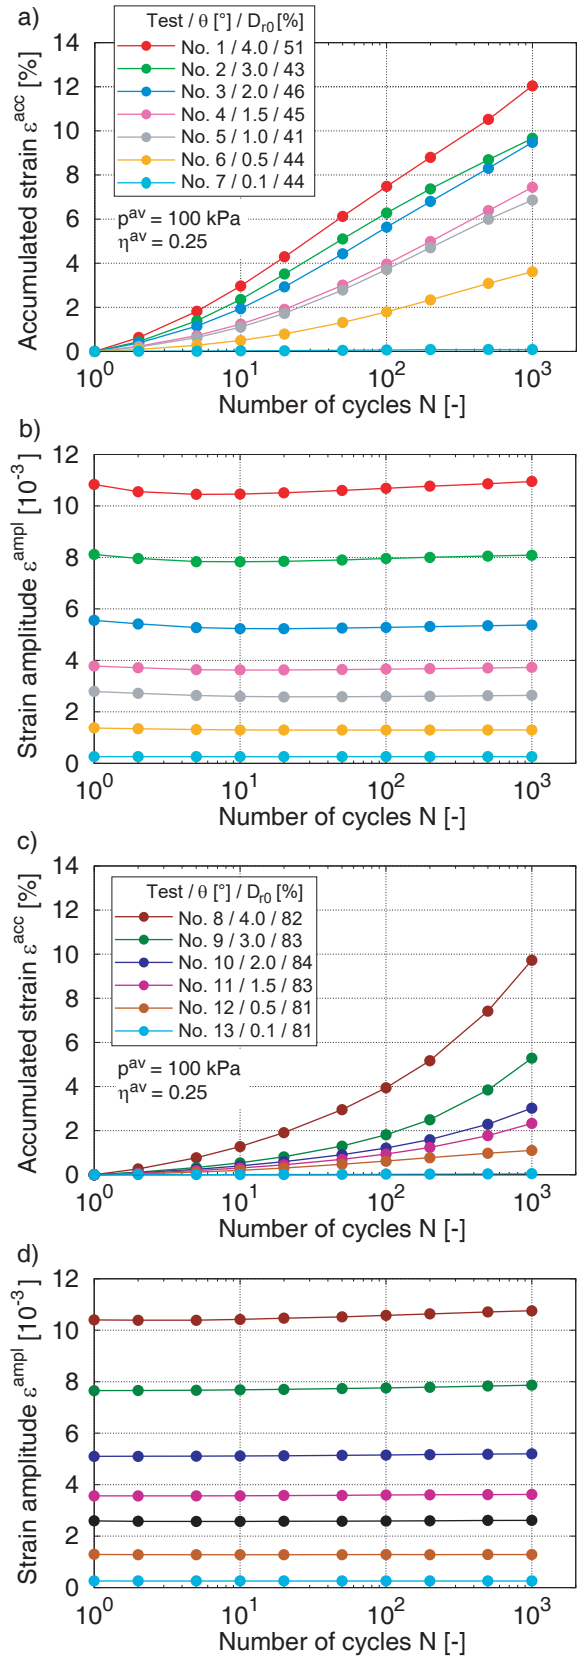 a)
Test / θ [°] / D_r0 [%]
No. 1 / 4.0 / 51
No. 2 / 3.0 / 43
No. 3 / 2.0 / 46
No. 4 / 1.5 / 45
No. 5 / 1.0 / 41
No. 6 / 0.5 / 44
No. 7 / 0.1 / 44
p^av = 100 kPa
η^av = 0.25
Accumulated strain ε^acc [%]
14
12
10
8
6
4
2
0
10^0
10^1
10^2
10^3
Number of cycles N [-]
b)
Strain amplitude ε^ampl [10^-3]
12
10
8
6
4
2
0
10^0
10^1
10^2
10^3
Number of cycles N [-]
c)
Test / θ [°] / D_r0 [%]
No. 8 / 4.0 / 82
No. 9 / 3.0 / 83
No. 10 / 2.0 / 84
No. 11 / 1.5 / 83
No. 12 / 0.5 / 81
No. 13 / 0.1 / 81
p^av = 100 kPa
η^av = 0.25
Accumulated strain ε^acc [%]
14
12
10
8
6
4
2
0
10^0
10^1
10^2
10^3
Number of cycles N [-]
d)
Strain amplitude ε^ampl [10^-3]
12
10
8
6
4
2
0
10^0
10^1
10^2
10^3
Number of cycles N [-]